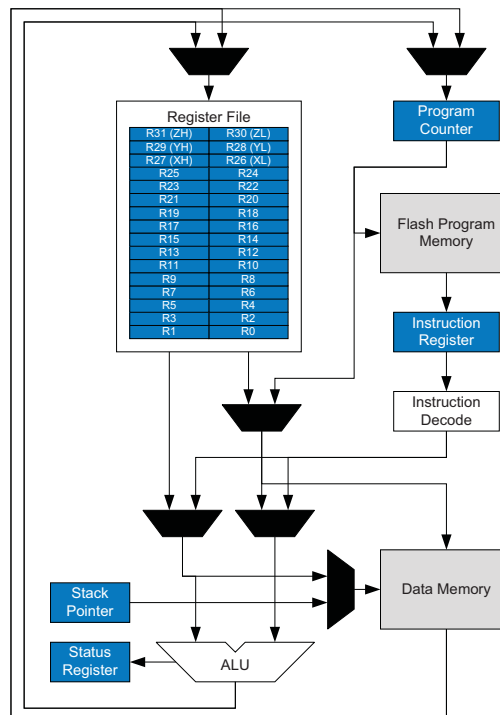 Register File
R31 (ZH) R30 (ZL)
R29 (YH) R28 (YL)
R27 (XH) R26 (XL)
R25 R24
R23 R22
R21 R20
R19 R18
R17 R16
R15 R14
R13 R12
R11 R10
R9 R8
R7 R6
R5 R4
R3 R2
R1 R0
Program
Counter
Flash Program
Memory
Instruction
Register
Instruction
Decode
Data Memory
Stack
Pointer
Status
Register
ALU